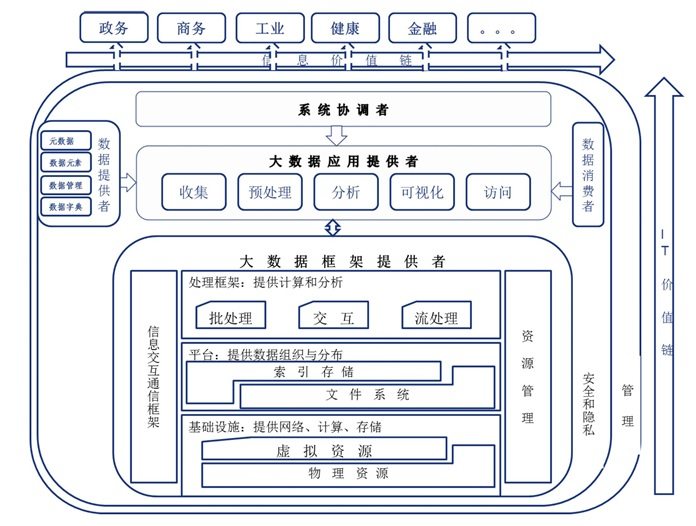 政务
商务
工业
健康
金融
。。。
信息价值链
系统协调者
元数据
数据元素
数据管理
数据字典
数据提供者
大数据应用提供者
收集
预处理
分析
可视化
访问
数据消费者
大数据框架提供者
信息交互通信框架
处理框架：提供计算和分析
批处理
交 互
流处理
平台：提供数据组织与分布
索引存储
文件系统
基础设施：提供网络、计算、存储
虚拟资源
物理资源
资源管理
安全和隐私
管理
IT价值链